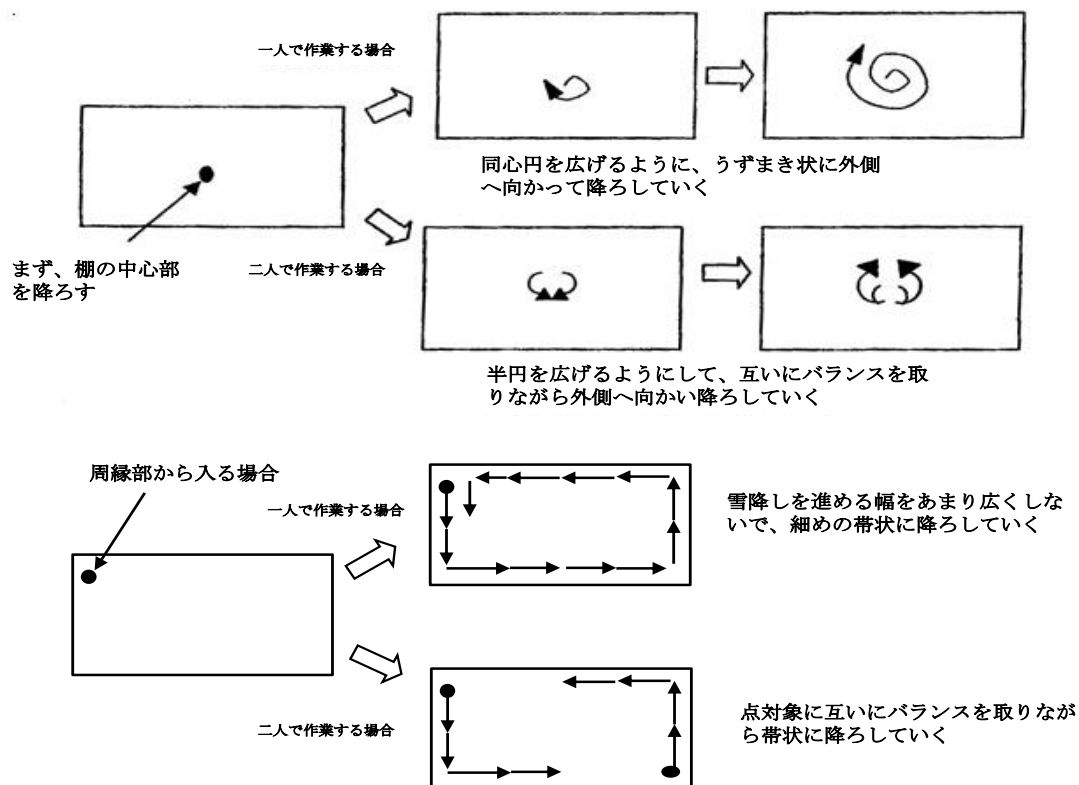 一人で作業する場合
同心円を広げるように、うずまき状に外側
へ向かって降ろしていく
まず、棚の中心部
を降ろす
二人で作業する場合
半円を広げるようにして、互いにバランスを取
りながら外側へ向かい降ろしていく
周縁部から入る場合
一人で作業する場合
雪降しを進める幅をあまり広くしな
いで、細めの帯状に降ろしていく
二人で作業する場合
点対象に互いにバランスを取りなが
ら帯状に降ろしていく